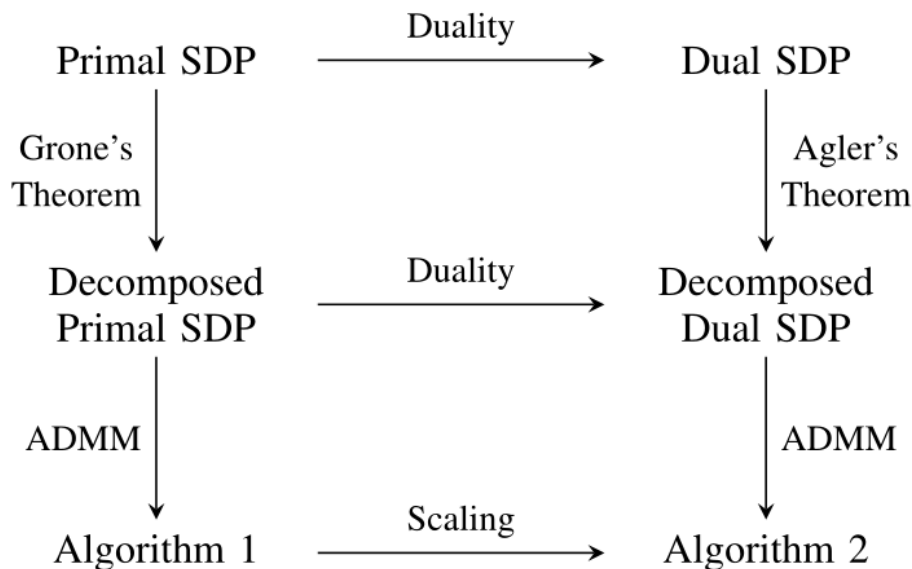 Duality
Primal SDP
Dual SDP
Grone's
Theorem
Agler's
Theorem
Duality
Decomposed
Primal SDP
Decomposed
Dual SDP
ADMM
ADMM
Scaling
Algorithm 1
Algorithm 2